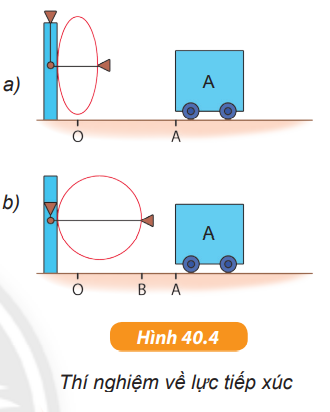 a)
A
O
A
b)
A
O
B
A
Hình 40.4
Thí nghiệm về lực tiếp xúc